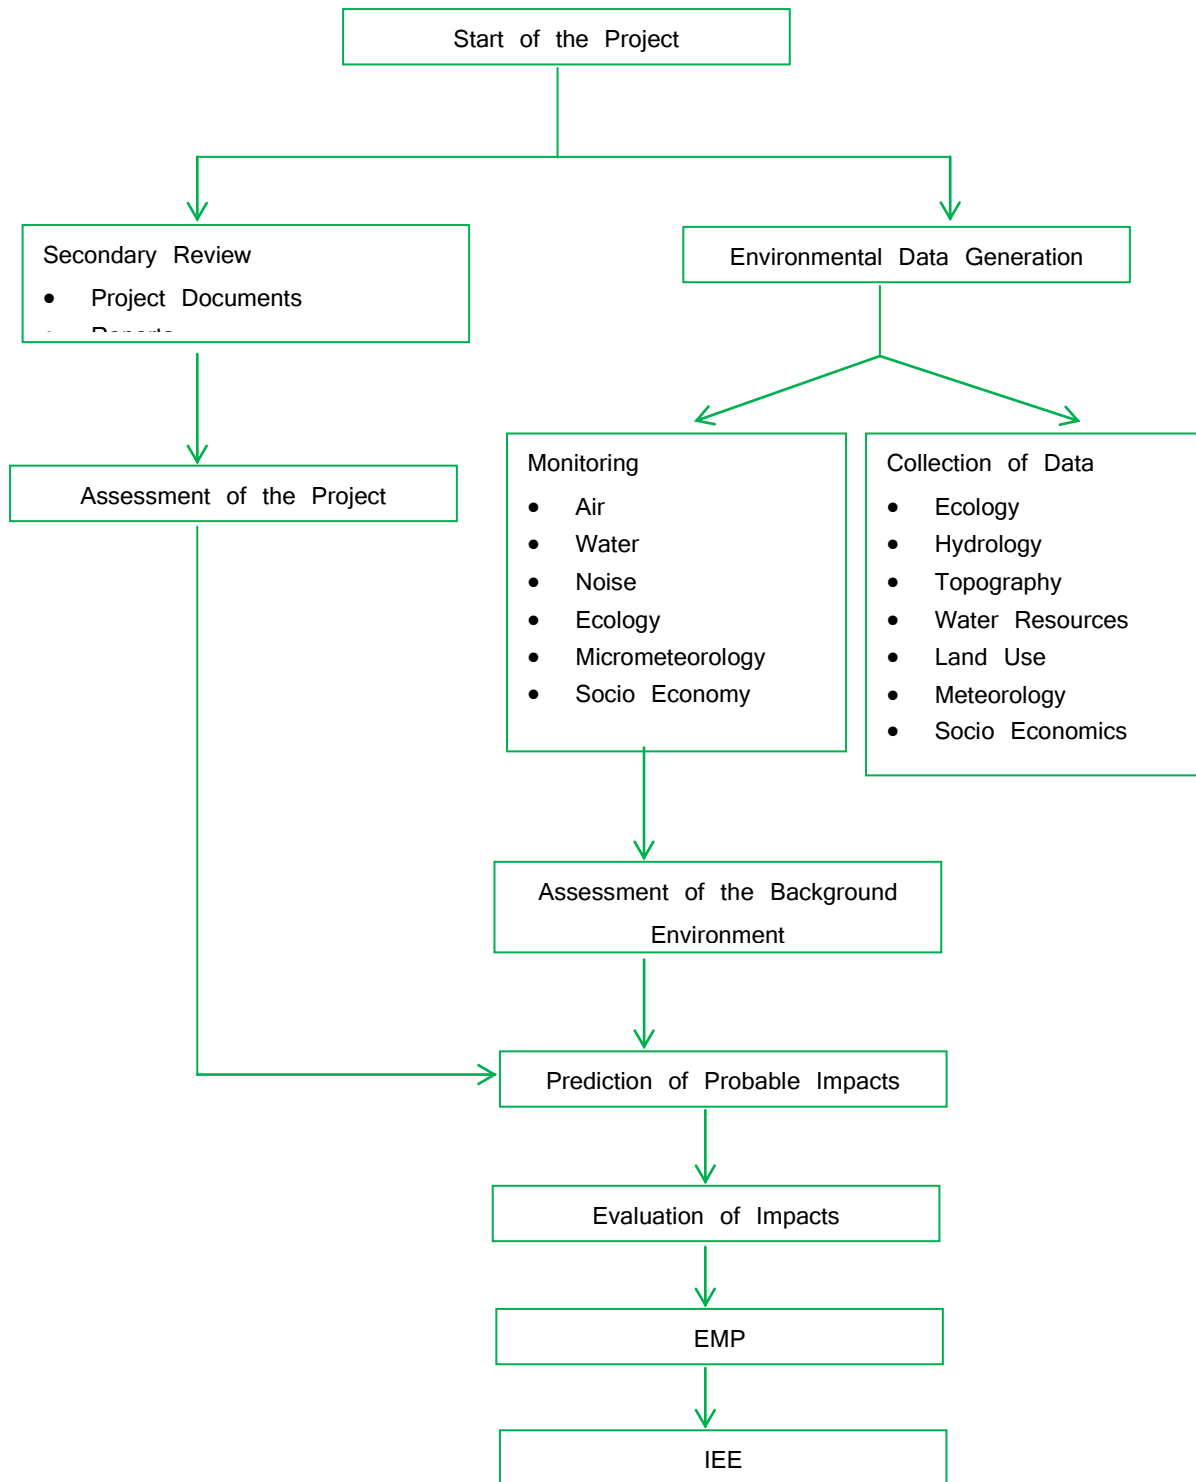 Start of the Project
Secondary Review
• Project Documents
Environmental Data Generation
Assessment of the Project
Monitoring
• Air
• Water
• Noise
• Ecology
• Micrometeorology
• Socio Economy
Collection of Data
• Ecology
• Hydrology
• Topography
• Water Resources
• Land Use
• Meteorology
• Socio Economics
Assessment of the Background
Environment
Prediction of Probable Impacts
Evaluation of Impacts
EMP
IEE